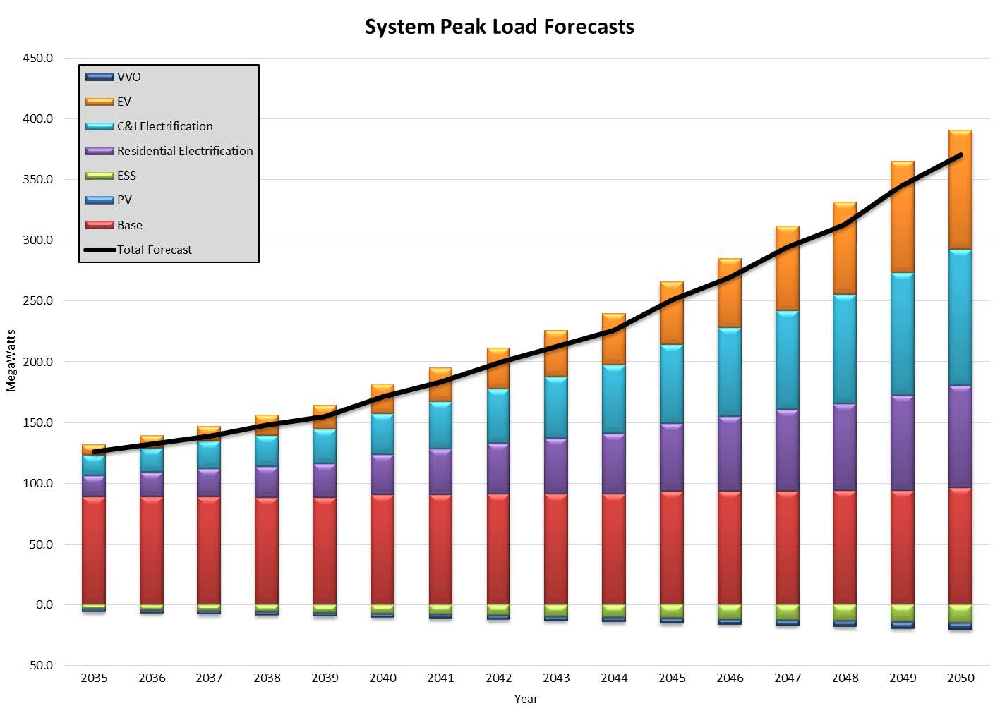 System Peak Load Forecasts
450.0
400.0
350.0
300.0
250.0
200.0
150.0
100.0
50.0
0.0
-50.0
MegaWatts
VVO
EV
C&I Electrification
Residential Electrification
ESS
PV
Base
Total Forecast
2035 2036 2037 2038 2039 2040 2041 2042 2043 2044 2045 2046 2047 2048 2049 2050
Year